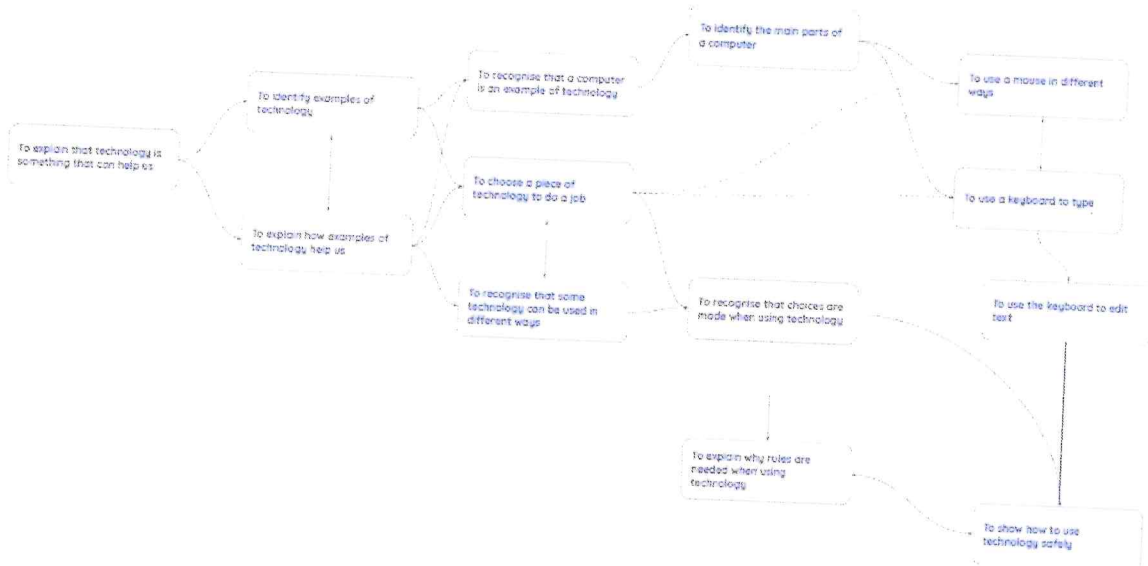 To explain that technology is
something that can help us
To identify examples of
technology
To explain how examples of
technology help us
To recognise that a computer
is an example of technology
To choose a piece of
technology to do a job
To recognise that some
technology can be used in
different ways
To identify the main parts of
a computer
To recognise that choices are
made when using technology
To explain why rules are
needed when using
technology
To use a mouse in different
ways
To use a keyboard to type
To use the keyboard to edit
text
To show how to use
technology safely